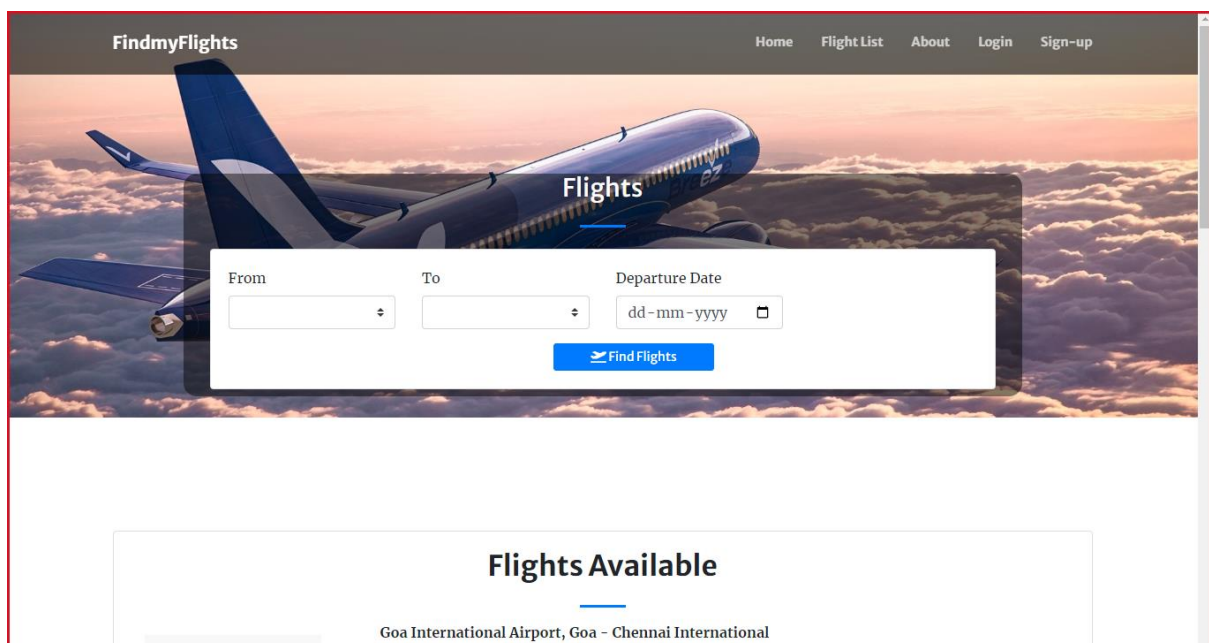 FindmyFlights
Home Flight List About Login Sign-up
Breeze
Flights
From To Departure Date
dd-mm-yyyy
Find Flights
Flights Available
Goa International Airport, Goa - Chennai International